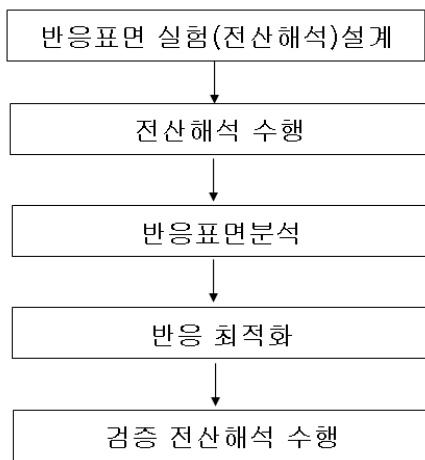 반응표면 실험(전산해석)설계
전산해석 수행
반응표면분석
반응 최적화
검증 전산해석 수행